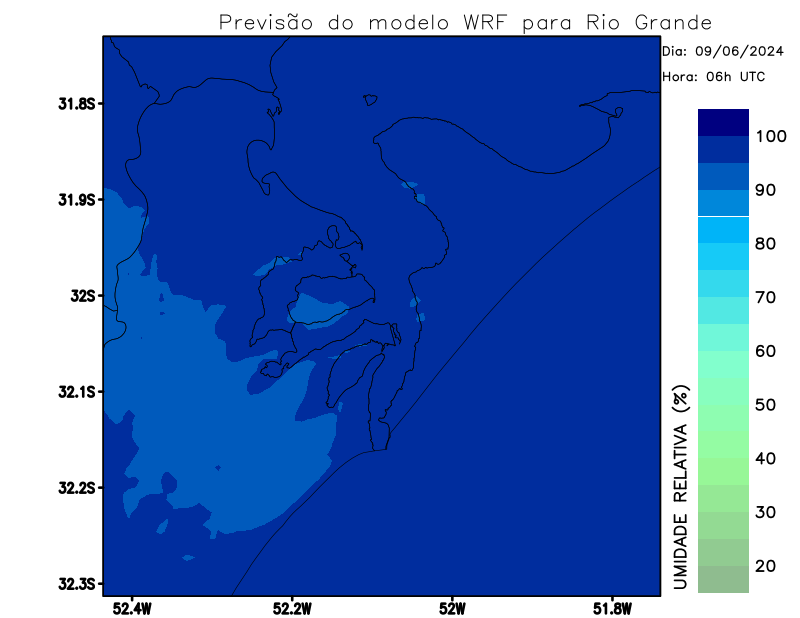 Previsão do modelo WRF para Rio Grande
Dia: 09/06/2024
Hora: 06h UTC
31.8S
31.9S
32S
32.1S
32.2S
32.3S
52.4W
52.2W
52W
51.8W
UMIDADE RELATIVA (%)
100
90
80
70
60
50
40
30
20